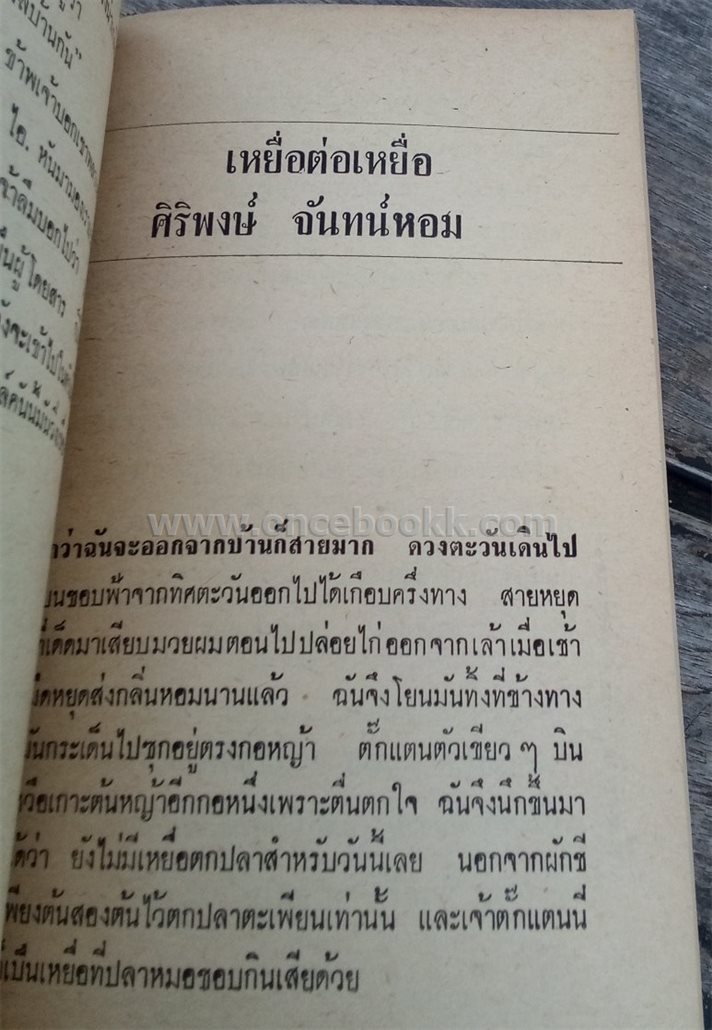 ข้าพเจ้าบอกเขา
เหยื่อต่อเหยื่อ
ศิริพงษ์ จันทน์หอม
www.oncebookk.com
ว่าฉันจะออกจากบ้านก็สายมาก ดวงตะวันเดินไป
บนขอบฟ้าจากทิศตะวันออกไปได้เกือบครึ่งทาง สายหยุด
ที่เด็ดมาเสียบมวยผมตอนไปปล่อยไก่ออกจากเล้าเมื่อเช้า
หยุดส่งกลิ่นหอมนานแล้ว ฉันจึงโยนมันทิ้งที่ข้างทาง
มันกระเด็นไปซุกอยู่ตรงกอหญ้า ตั๊กแตนตัวเขียว ๆ บิน
เกาะต้นหญ้าอีกกอหนึ่งเพราะตื่นตกใจ ฉันจึงนึกขึ้นมา
ได้ว่า ยังไม่มีเหยื่อตกปลาสำหรับวันนี้เลย นอกจากผักชี
เพียงต้นสองต้นไว้ตกปลาตะเพียนเท่านั้น และเจ้าตั๊กแตนนี่
เป็นเหยื่อที่ปลาหมอชอบกินเสียด้วย